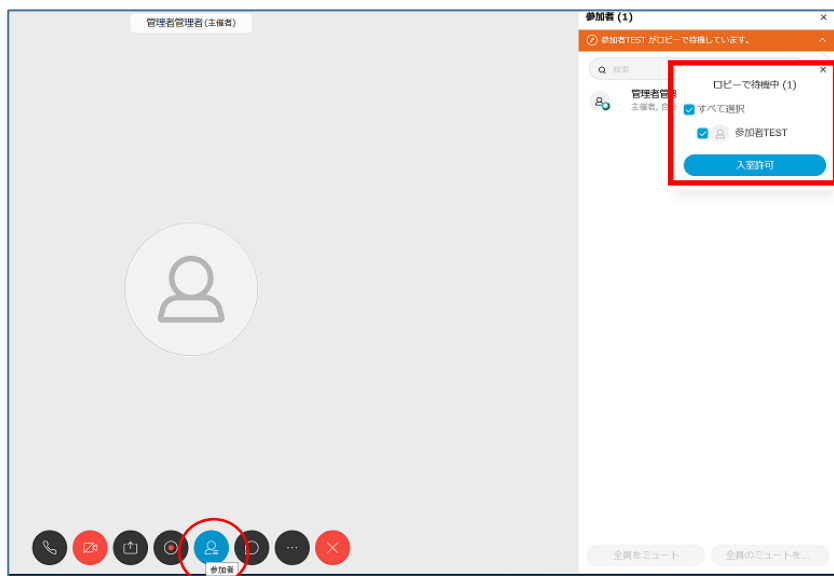 管理者管理者(主催者)
参加者 (1)
参加者TEST がロビーで待機しています。
検索
ロビーで待機中 (1)
管理者管
主催者, 自
すべて選択
参加者TEST
入室許可
全員をミュート
全員のミュートを...
参加者